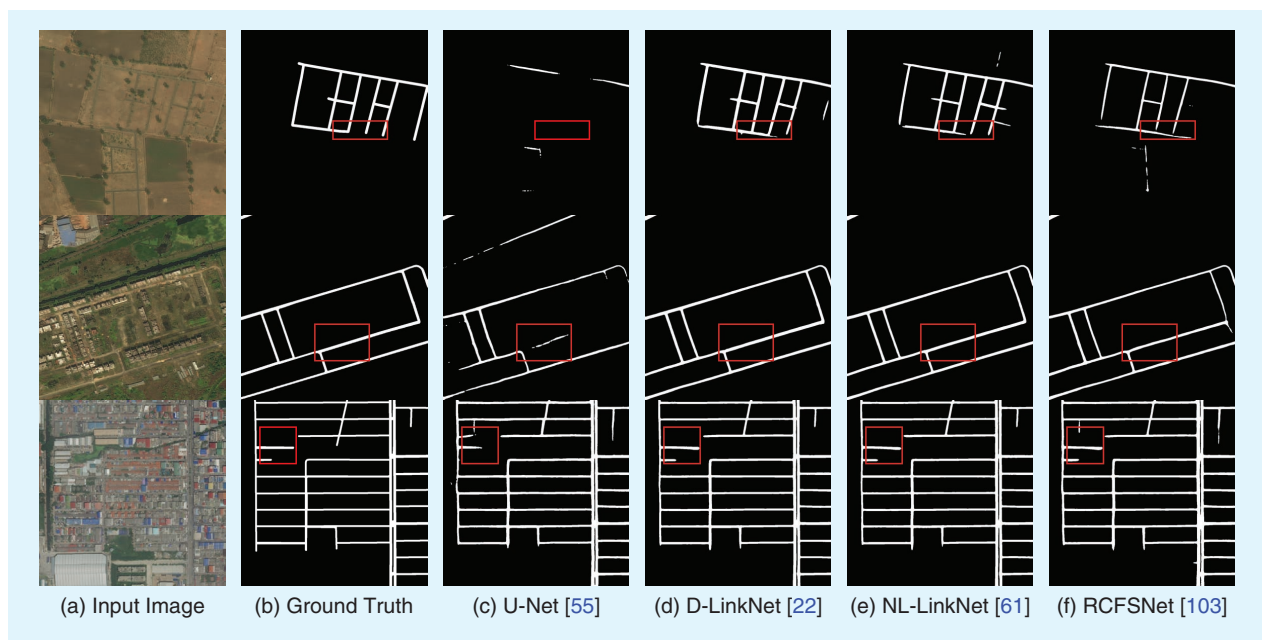 (a) Input Image (b) Ground Truth (c) U-Net [55] (d) D-LinkNet [22] (e) NL-LinkNet [61] (f) RCFSNet [103]